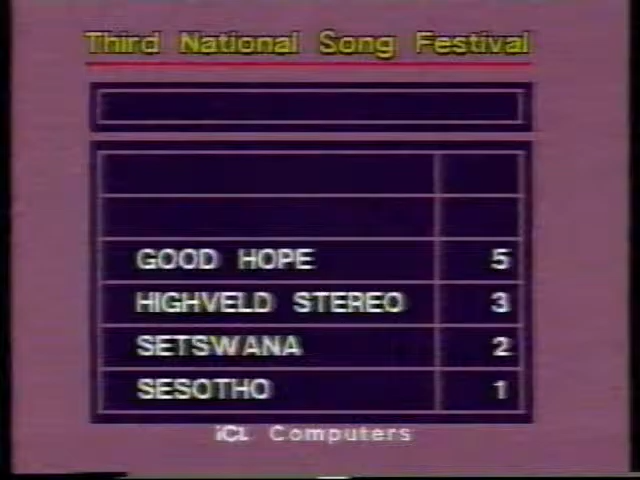 Third National Song Festival
GOOD HOPE 5
HIGHVELD STEREO 3
SETSWANA 2
SESOTHO 1
iCL Computers